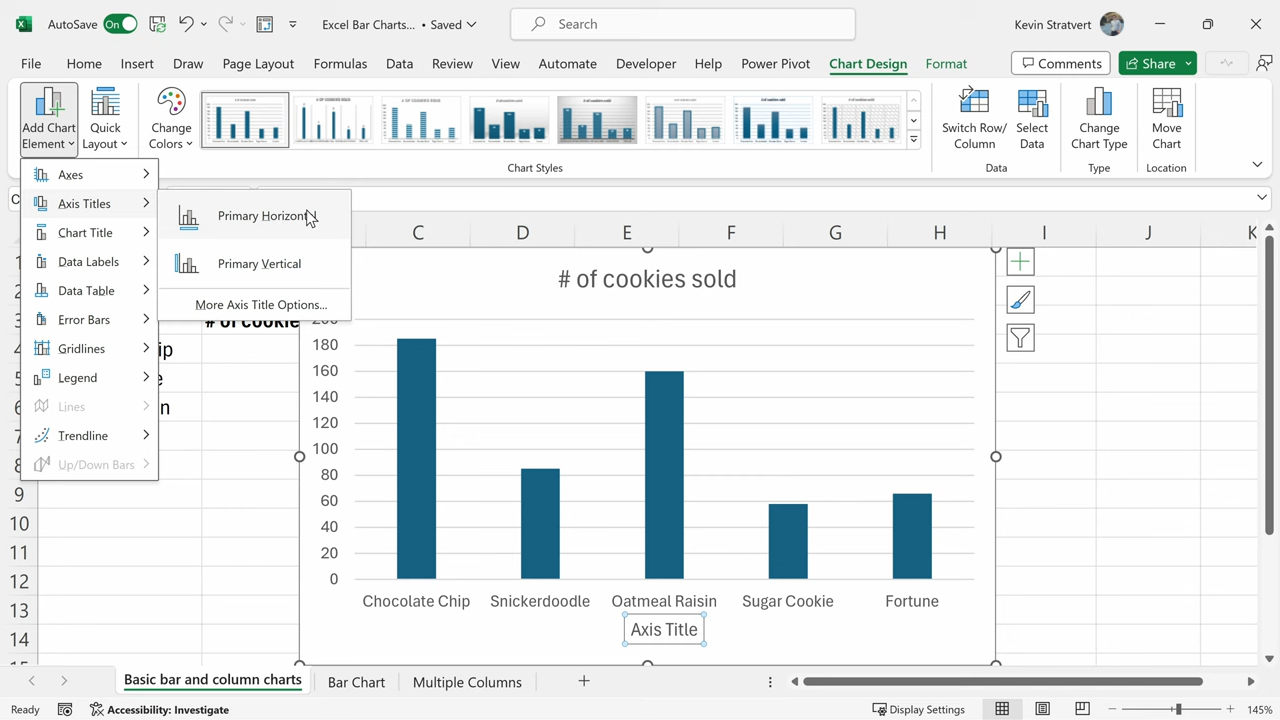 AutoSave On Excel Bar Charts... • Saved Search Kevin Stratvert
File Home Insert Draw Page Layout Formulas Data Review View Automate Developer Help Power Pivot Chart Design Format Comments Share
Add Chart Element
Quick Layout
Change Colors
Switch Row/ Column
Select Data
Change Chart Type
Move Chart
Chart Styles
Data
Type
Location
Axes
Axis Titles
Chart Title
Data Labels
Data Table
Error Bars
Gridlines
Legend
Lines
Trendline
Up/Down Bars
Primary Horizontal
Primary Vertical
More Axis Title Options...
C D E F G H I J K
# of cookies sold
180
160
140
120
100
80
60
40
20
0
Chocolate Chip Snickerdoodle Oatmeal Raisin Sugar Cookie Fortune
Axis Title
9
10
11
12
13
14
Basic bar and column charts Bar Chart Multiple Columns
Ready Accessibility: Investigate Display Settings 145%